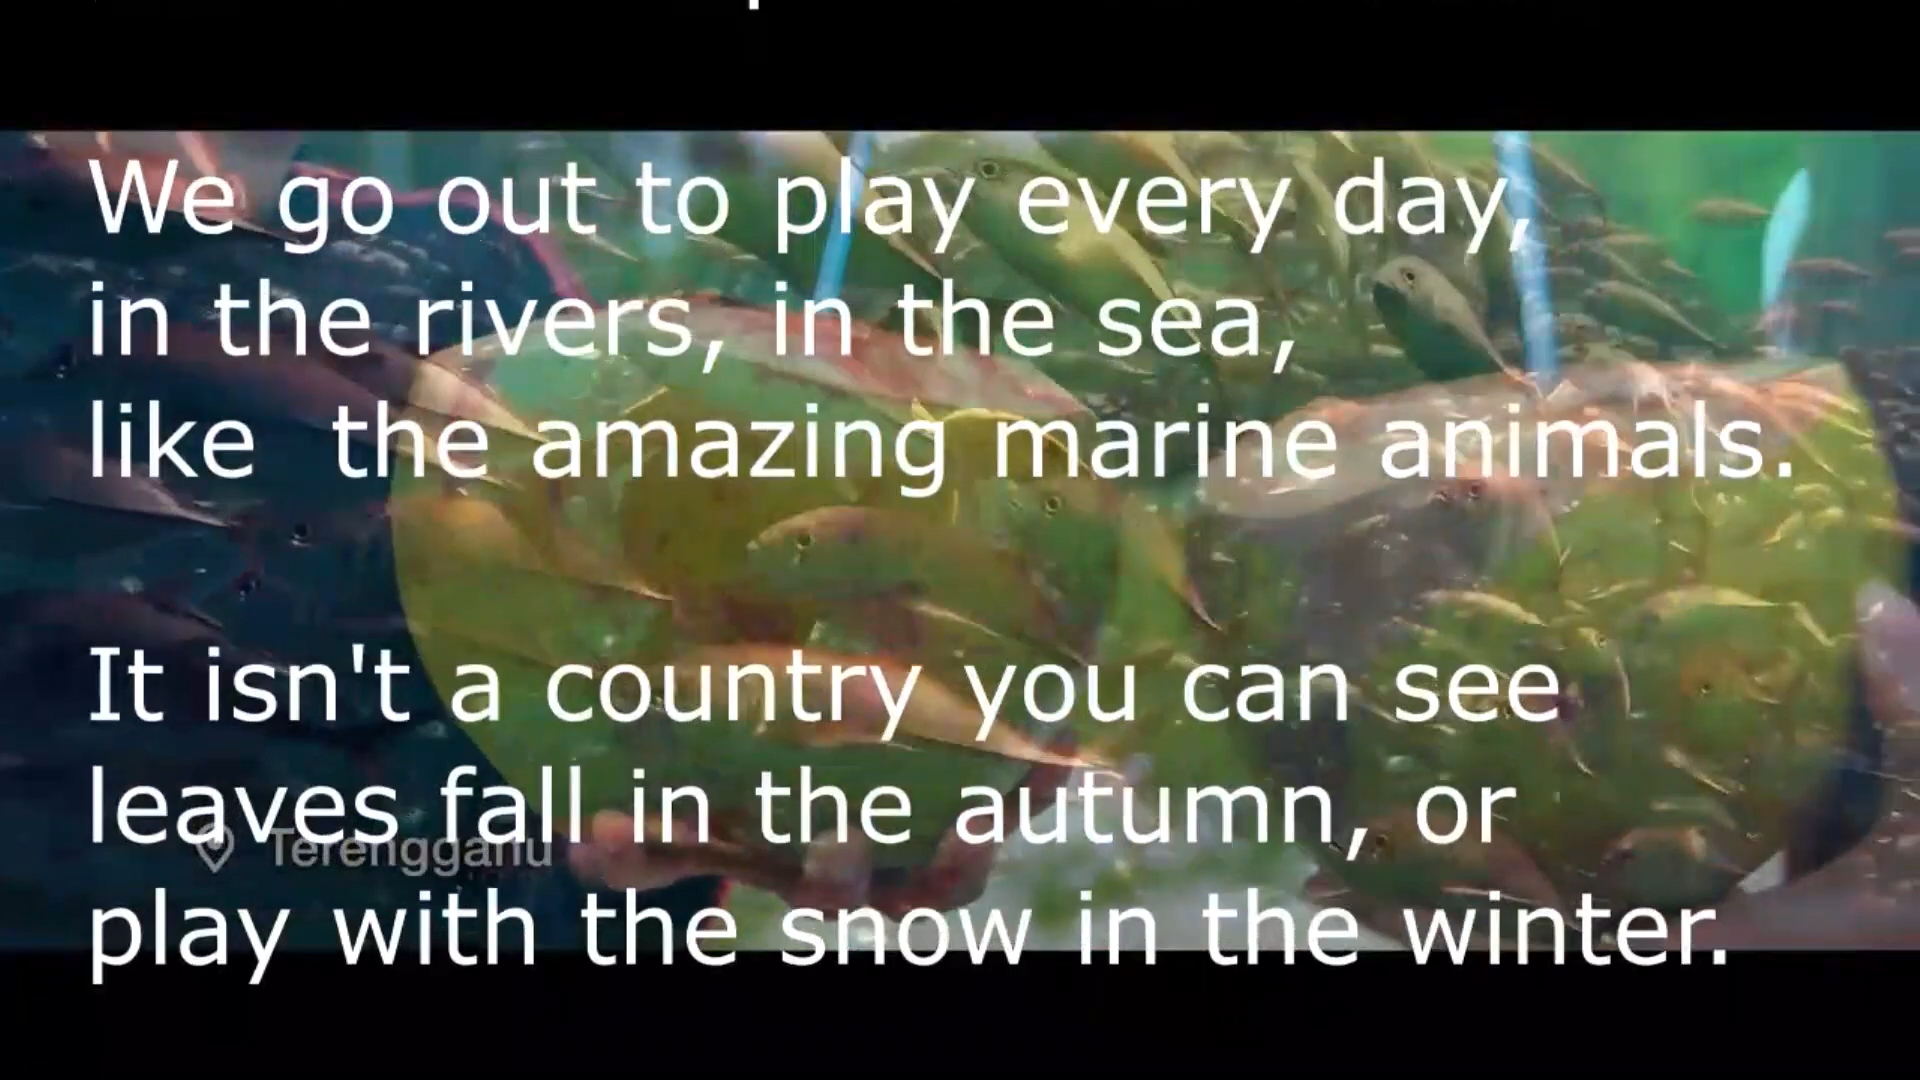 We go out to play every day,
in the rivers, in the sea,
like  the amazing marine animals.
It isn't a country you can see
leaves fall in the autumn, or
Terengganu
play with the snow in the winter.